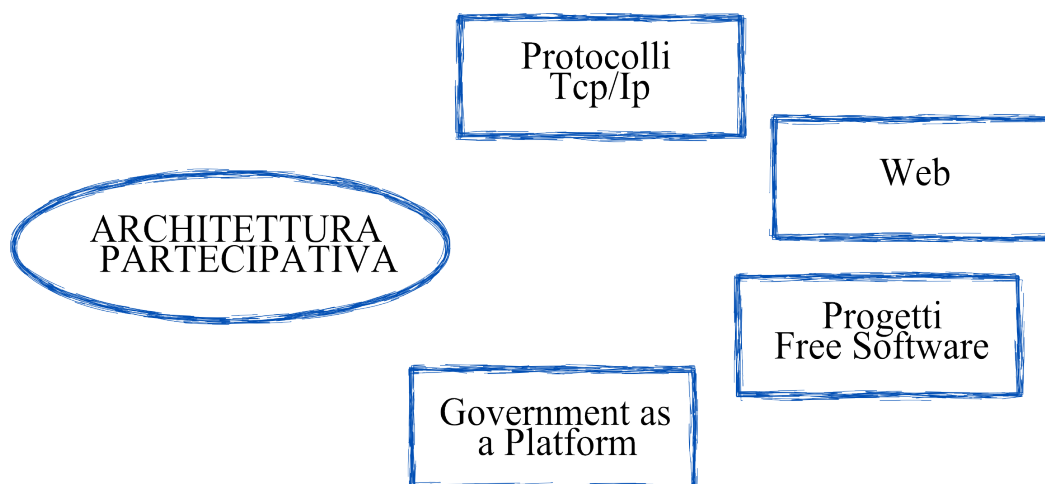 Protocolli
Tcp/Ip
Web
ARCHITETTURA
PARTECIPATIVA
Progetti
Free Software
Government as
a Platform